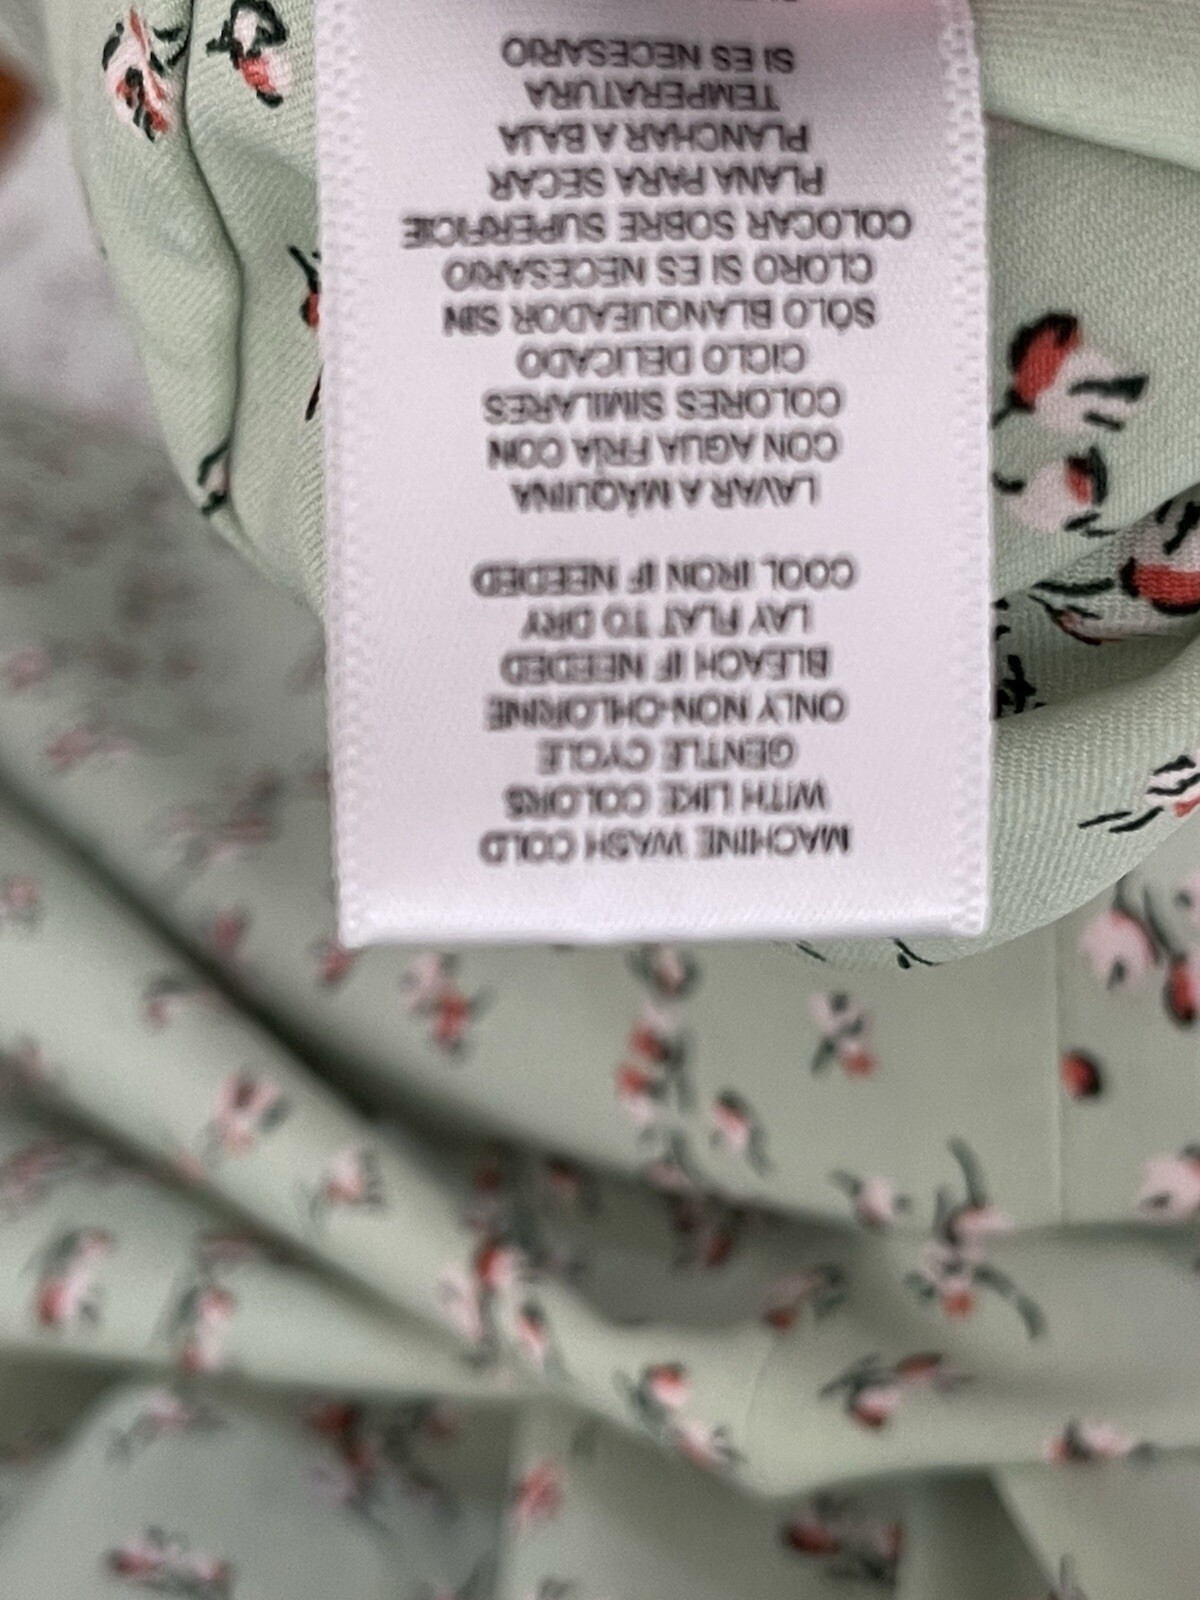 MACHINE WASH COLD
WITH LIKE COLORS
GENTLE CYCLE
ONLY NON-CHLORINE
BLEACH IF NEEDED
LAY FLAT TO DRY
COOL IRON IF NEEDED
LAVAR A MÁQUINA
CON AGUA FRÍA CON
COLORES SIMILARES
CICLO DELICADO
SÓLO BLANQUEADOR SIN
CLORO SI ES NECESARIO
COLOCAR SOBRE SUPERFICIE
PLANA PARA SECAR
PLANCHAR A BAJA
TEMPERATURA
SI ES NECESARIO